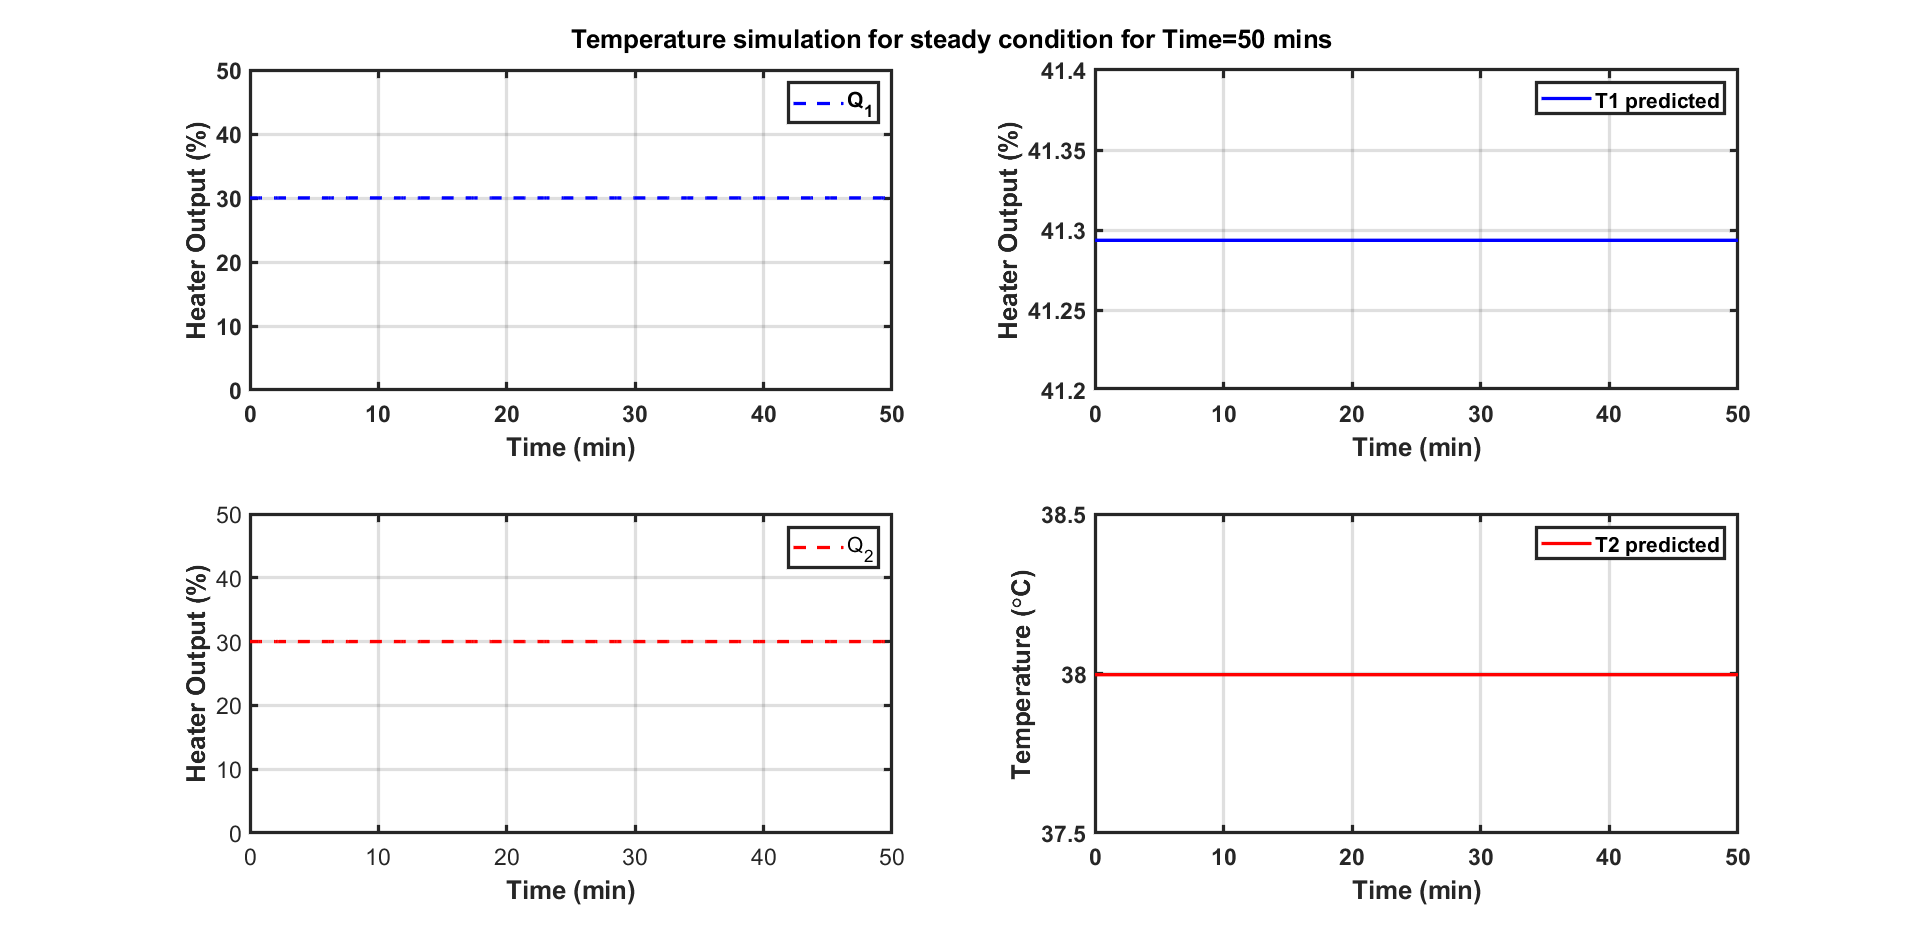 Temperature simulation for steady condition for Time=50 mins
50
40
30
20
10
0
Heater Output (%)
Q1
0 10 20 30 40 50
Time (min)
41.4
41.35
41.3
41.25
41.2
Heater Output (%)
T1 predicted
0 10 20 30 40 50
Time (min)
50
40
30
20
10
0
Heater Output (%)
Q2
0 10 20 30 40 50
Time (min)
38.5
38
37.5
Temperature (°C)
T2 predicted
0 10 20 30 40 50
Time (min)